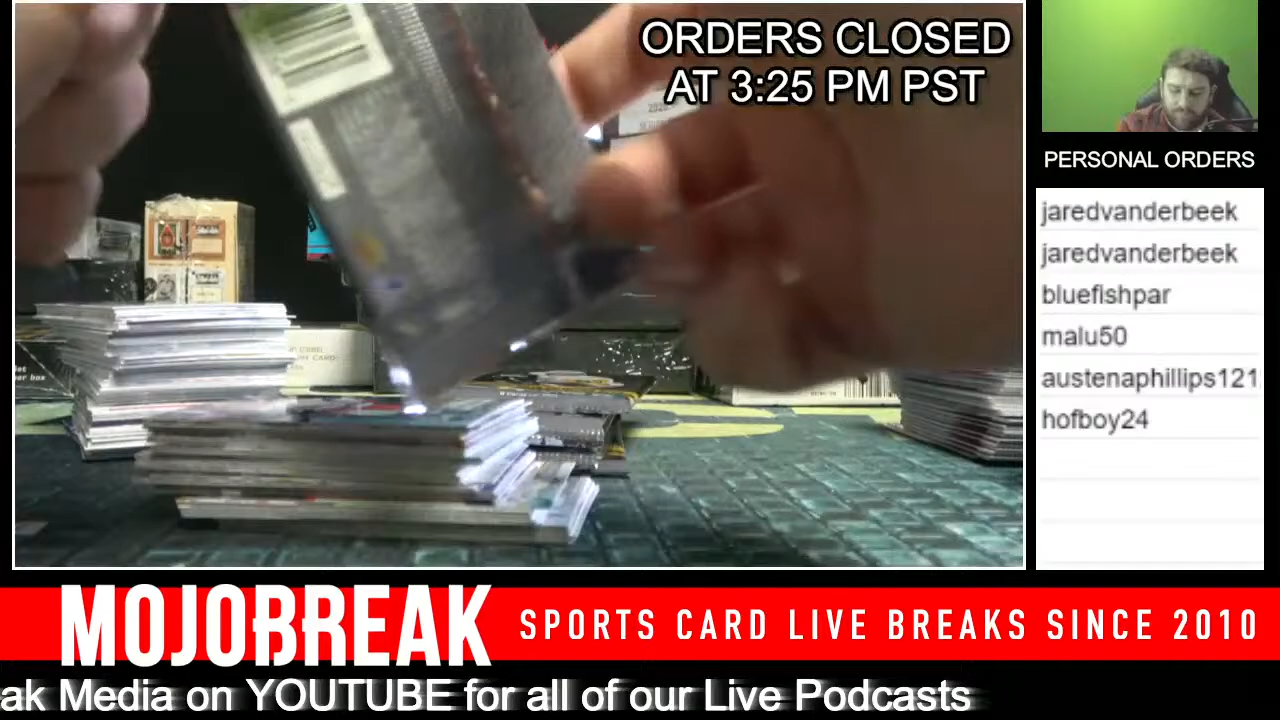 ORDERS CLOSED
AT 3:25 PM PST
PERSONAL ORDERS
jaredvanderbeek
jaredvanderbeek
bluefishpar
malu50
austenaphillips121
hofboy24
MOJOBREAK
SPORTS CARD LIVE BREAKS SINCE 2010
ak Media on YOUTUBE for all of our Live Podcasts